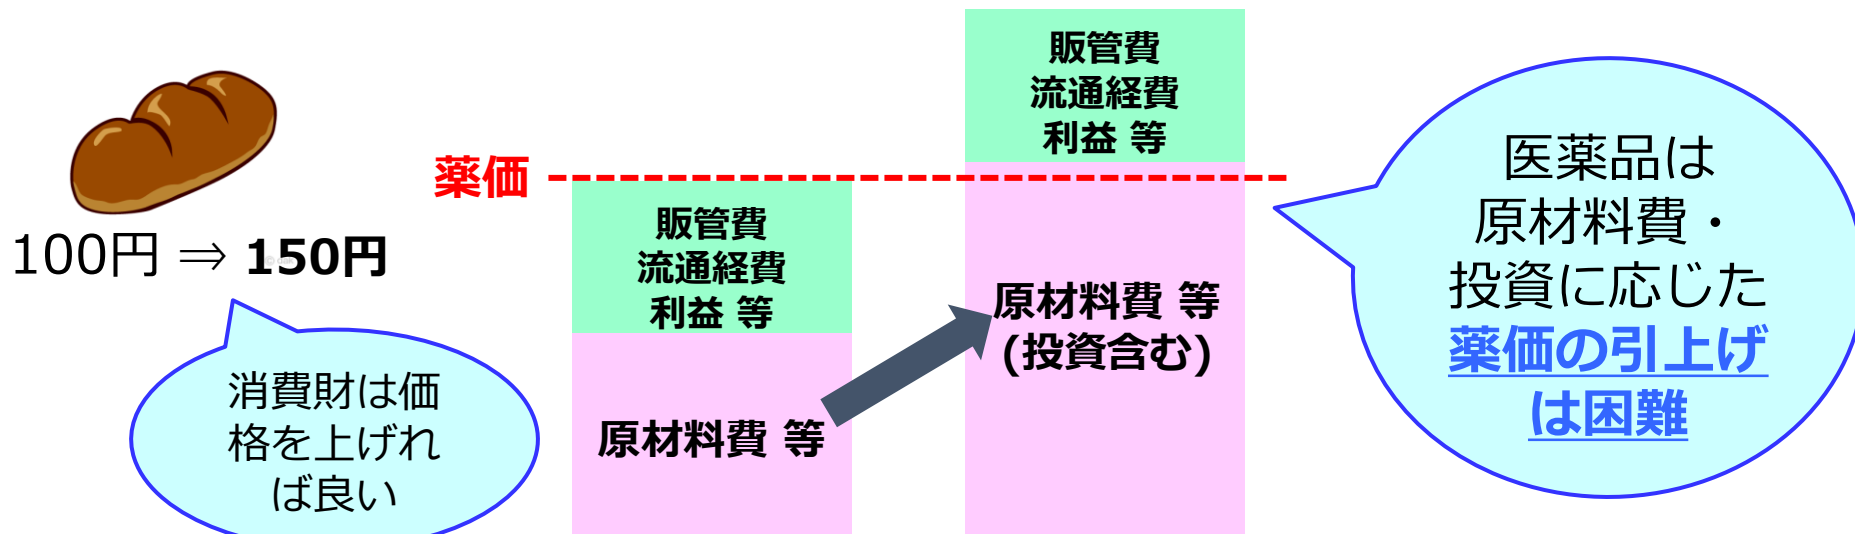 100円 ⇒ 150円
消費財は価
格を上げれ
ば良い
薬価
販管費
流通経費
利益 等
原材料費 等
販管費
流通経費
利益 等
原材料費 等
(投資含む)
医薬品は
原材料費・
投資に応じた
薬価の引上げ
は困難